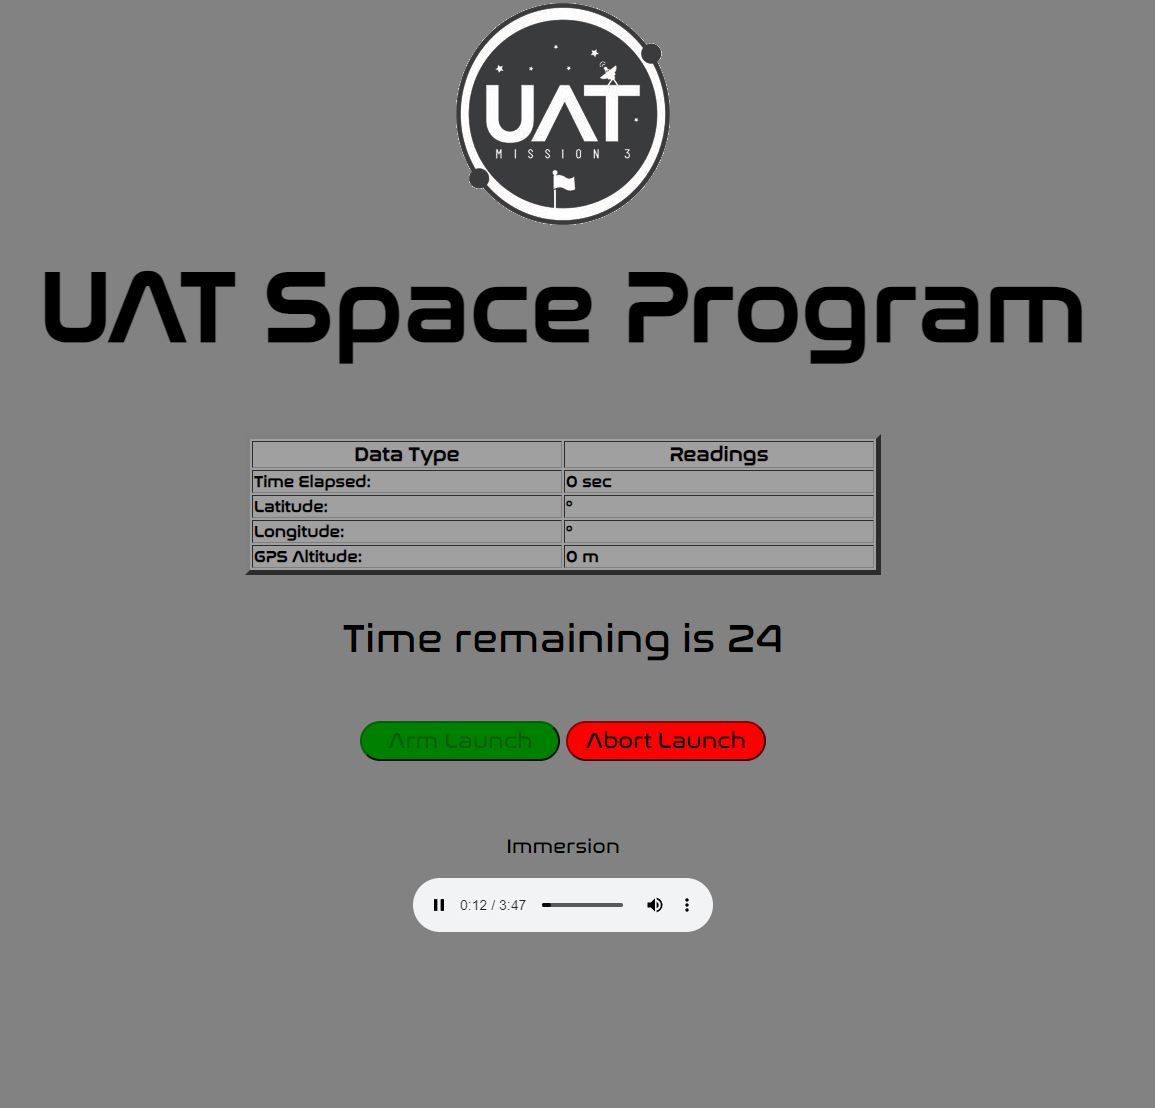 UAT
MISSION 3
UAT Space Program
Data Type Readings
Time Elapsed: 0 sec
Latitude: °
Longitude: °
GPS Altitude: 0 m
Time remaining is 24
Arm Launch Abort Launch
Immersion
0:12 / 3:47